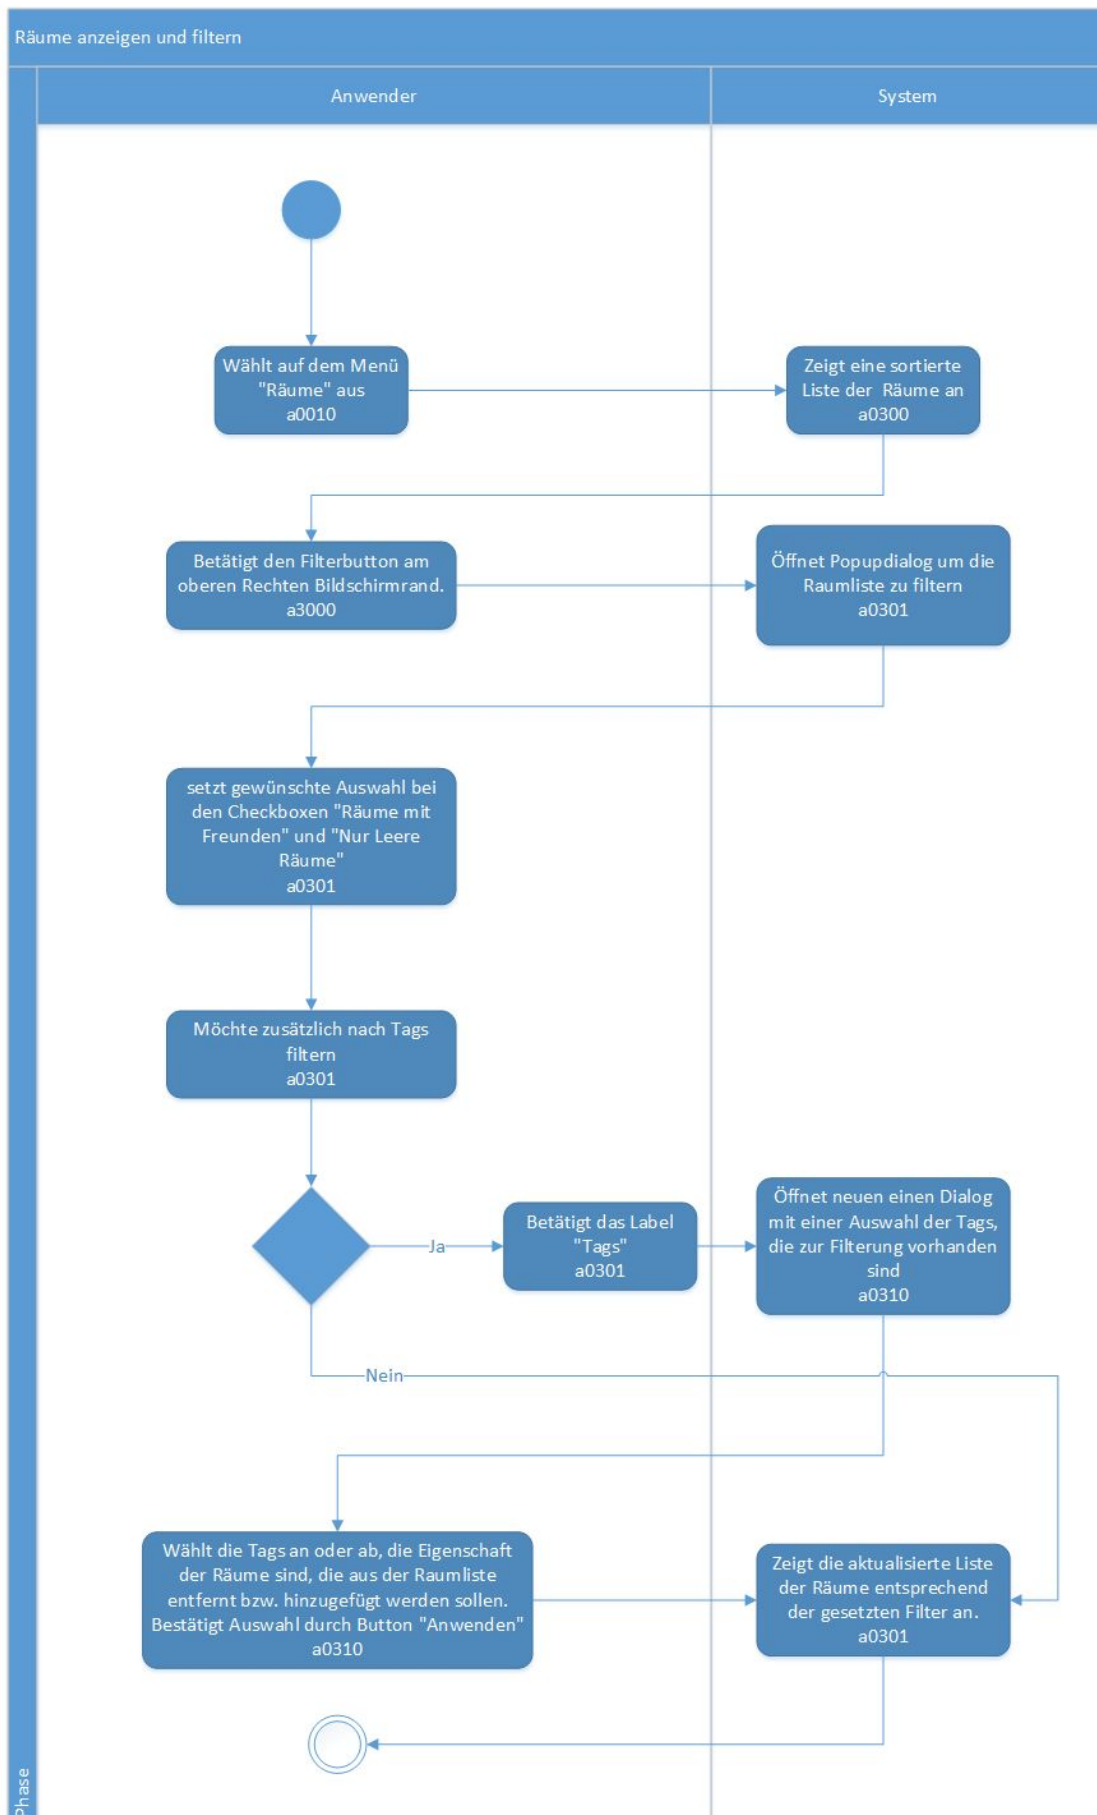 Räume anzeigen und filtern
Anwender
System
Wählt auf dem Menü
"Räume" aus
a0010
Zeigt eine sortierte
Liste der Räume an
a0300
Betätigt den Filterbutton am
oberen Rechten Bildschirmrand.
a3000
Öffnet Popupdialog um die
Raumliste zu filtern
a0301
setzt gewünschte Auswahl bei
den Checkboxen "Räume mit
Freunden" und "Nur Leere
Räume"
a0301
Möchte zusätzlich nach Tags
filtern
a0301
Ja
Betätigt das Label
"Tags"
a0301
Öffnet neuen einen Dialog
mit einer Auswahl der Tags,
die zur Filterung vorhanden
sind
a0310
Nein
Wählt die Tags an oder ab, die Eigenschaft
der Räume sind, die aus der Raumliste
entfernt bzw. hinzugefügt werden sollen.
Bestätigt Auswahl durch Button "Anwenden"
a0310
Zeigt die aktualisierte Liste
der Räume entsprechend
der gesetzten Filter an.
a0301
Phase